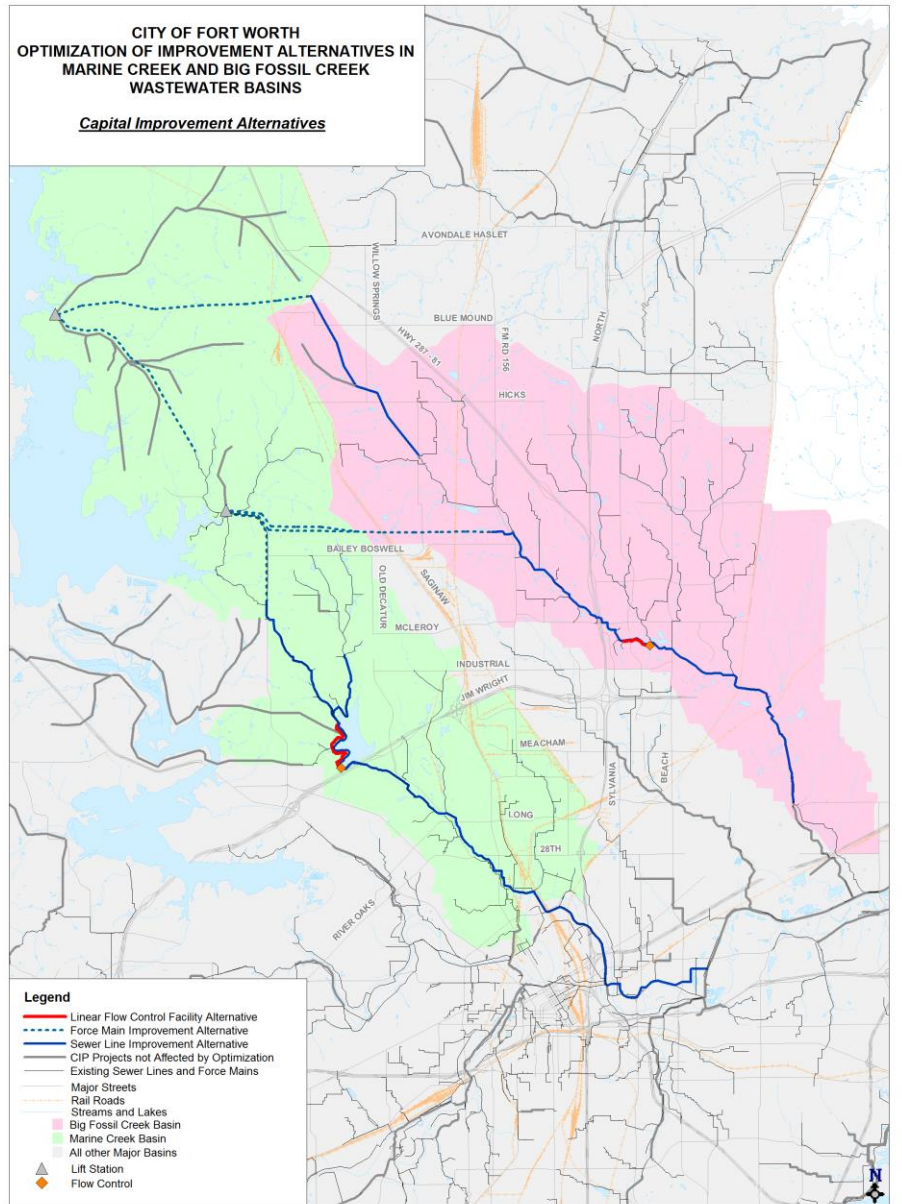 CITY OF FORT WORTH
OPTIMIZATION OF IMPROVEMENT ALTERNATIVES IN
MARINE CREEK AND BIG FOSSIL CREEK
WASTEWATER BASINS
Capital Improvement Alternatives
AVONDALE HASLET
WILLOW SPRINGS
BLUE MOUND
HWY 287 - 81
FM RD 156
NORTH
HICKS
BAILEY BOSWELL
OLD DECATUR
SAGINAW
MCLEROY
INDUSTRIAL
JIM WRIGHT
MEACHAM
SYLVANIA
BEACH
LONG
28TH
RIVER OAKS
Legend
Linear Flow Control Facility Alternative
Force Main Improvement Alternative
Sewer Line Improvement Alternative
CIP Projects not Affected by Optimization
Existing Sewer Lines and Force Mains
Major Streets
Rail Roads
Streams and Lakes
Big Fossil Creek Basin
Marine Creek Basin
All other Major Basins
Lift Station
Flow Control
N